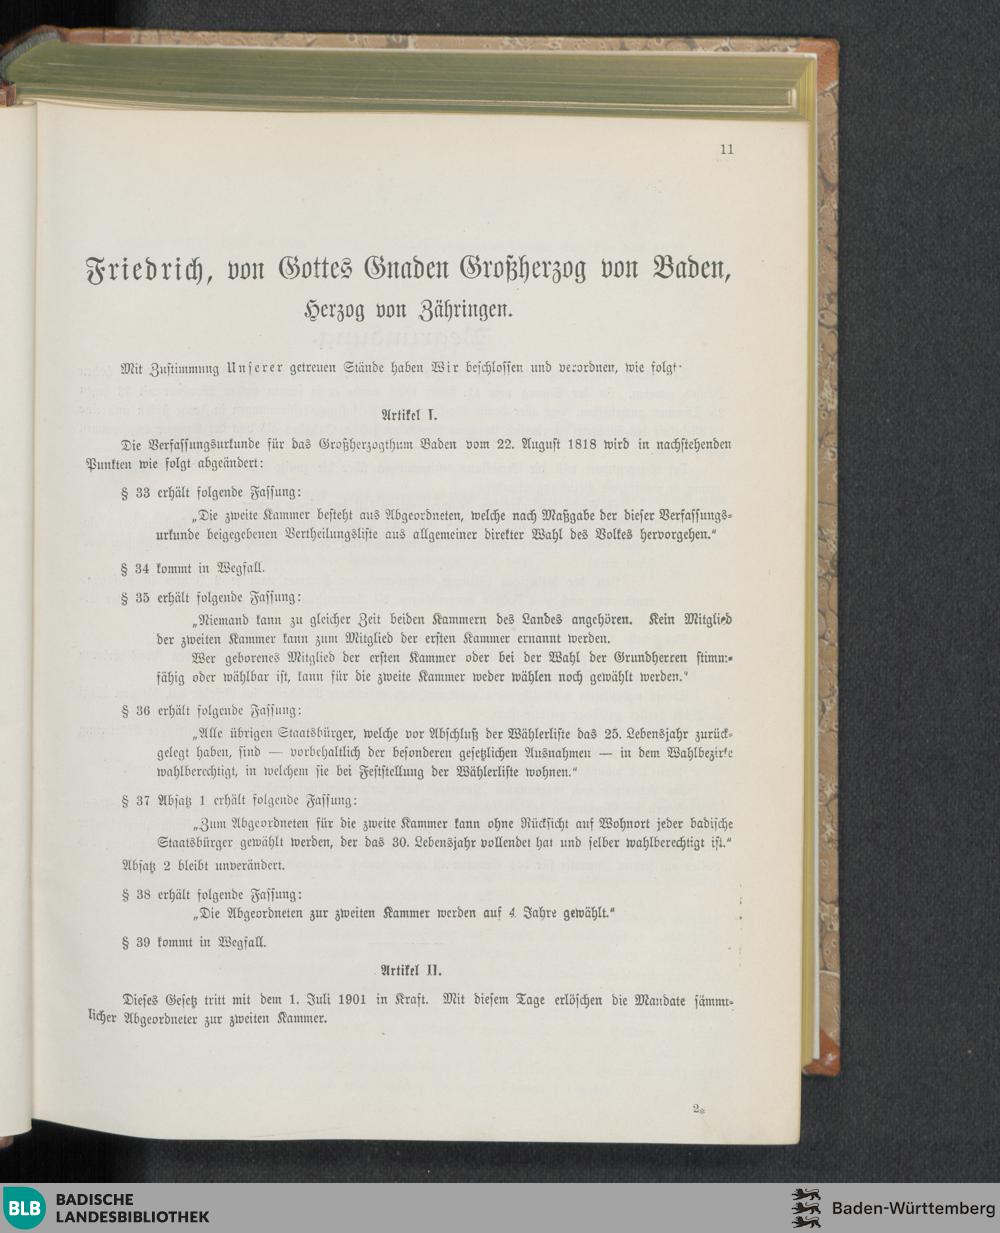 11
Friedrich, von Gottes Gnaden Großherzog von Baden,
Herzog von Zähringen.
Mit Zustimmung Unserer getreuen Stände haben Wir beschlossen und verordnen, wie folgt·
Artikel I.
Die Verfassungsurkunde für das Großherzogthum Baden vom 22. August 1818 wird in nachstehenden
Punkten wie folgt abgeändert:
§ 33 erhält folgende Fassung:
„Die zweite Kammer besteht aus Abgeordneten, welche nach Maßgabe der dieser Verfassungs-
urkunde beigegebenen Vertheilungsliste aus allgemeiner direkter Wahl des Volkes hervorgehen.“
§ 34 kommt in Wegfall.
§ 35 erhält folgende Fassung:
„Niemand kann zu gleicher Zeit beiden Kammern des Landes angehören. Kein Mitglied
der zweiten Kammer kann zum Mitglied der ersten Kammer ernannt werden.
Wer geborenes Mitglied der ersten Kammer oder bei der Wahl der Grundherren stimm-
fähig oder wählbar ist, kann für die zweite Kammer weder wählen noch gewählt werden.“
§ 36 erhält folgende Fassung:
„Alle übrigen Staatsbürger, welche vor Abschluß der Wählerliste das 25. Lebensjahr zurück-
gelegt haben, sind — vorbehaltlich der besonderen gesetzlichen Ausnahmen — in dem Wahlbezirke
wahlberechtigt, in welchem sie bei Feststellung der Wählerliste wohnen.“
§ 37 Absatz 1 erhält folgende Fassung:
„Zum Abgeordneten für die zweite Kammer kann ohne Rücksicht auf Wohnort jeder badische
Staatsbürger gewählt werden, der das 30. Lebensjahr vollendet hat und selber wahlberechtigt ist.“
Absatz 2 bleibt unverändert.
§ 38 erhält folgende Fassung:
„Die Abgeordneten zur zweiten Kammer werden auf 4 Jahre gewählt.“
§ 39 kommt in Wegfall.
Artikel II.
Dieses Gesetz tritt mit dem 1. Juli 1901 in Kraft. Mit diesem Tage erlöschen die Mandate sämmt-
licher Abgeordneter zur zweiten Kammer.
2*
BLB BADISCHE
LANDESBIBLIOTHEK
Baden-Württemberg